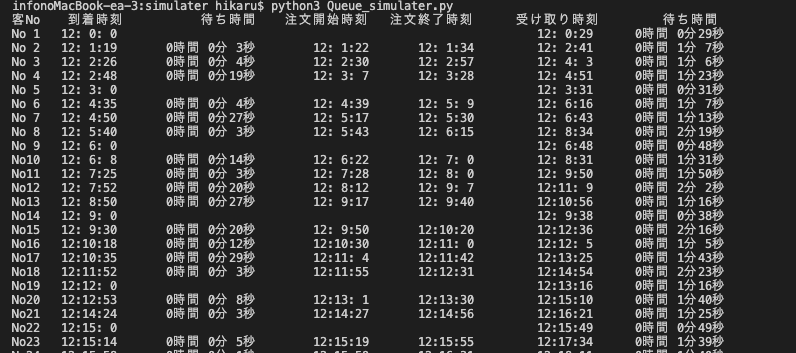 infonoMacBook-ea-3:simulater hikaru$ python3 Queue_simulater.py
客No 到着時刻 待ち時間 注文開始時刻 注文終了時刻 受け取り時刻 待ち時間
No 1 12: 0: 0 12: 0:29 0時間 0分29秒
No 2 12: 1:19 0時間 0分 3秒 12: 1:22 12: 1:34 12: 2:41 0時間 1分 7秒
No 3 12: 2:26 0時間 0分 4秒 12: 2:30 12: 2:57 12: 4: 3 0時間 1分 6秒
No 4 12: 2:48 0時間 0分19秒 12: 3: 7 12: 3:28 12: 4:51 0時間 1分23秒
No 5 12: 3: 0 12: 3:31 0時間 0分31秒
No 6 12: 4:35 0時間 0分 4秒 12: 4:39 12: 5: 9 12: 6:16 0時間 1分 7秒
No 7 12: 4:50 0時間 0分27秒 12: 5:17 12: 5:30 12: 6:43 0時間 1分13秒
No 8 12: 5:40 0時間 0分 3秒 12: 5:43 12: 6:15 12: 8:34 0時間 2分19秒
No 9 12: 6: 0 12: 6:48 0時間 0分48秒
No10 12: 6: 8 0時間 0分14秒 12: 6:22 12: 7: 0 12: 8:31 0時間 1分31秒
No11 12: 7:25 0時間 0分 3秒 12: 7:28 12: 8: 0 12: 9:50 0時間 1分50秒
No12 12: 7:52 0時間 0分20秒 12: 8:12 12: 9: 7 12:11: 9 0時間 2分 2秒
No13 12: 8:50 0時間 0分27秒 12: 9:17 12: 9:40 12:10:56 0時間 1分16秒
No14 12: 9: 0 12: 9:38 0時間 0分38秒
No15 12: 9:30 0時間 0分20秒 12: 9:50 12:10:20 12:12:36 0時間 2分16秒
No16 12:10:18 0時間 0分12秒 12:10:30 12:11: 0 12:12: 5 0時間 1分 5秒
No17 12:10:35 0時間 0分29秒 12:11: 4 12:11:42 12:13:25 0時間 1分43秒
No18 12:11:52 0時間 0分 3秒 12:11:55 12:12:31 12:14:54 0時間 2分23秒
No19 12:12: 0 12:13:16 0時間 1分16秒
No20 12:12:53 0時間 0分 8秒 12:13: 1 12:13:30 12:15:10 0時間 1分40秒
No21 12:14:24 0時間 0分 3秒 12:14:27 12:14:56 12:16:21 0時間 1分25秒
No22 12:15: 0 12:15:49 0時間 0分49秒
No23 12:15:14 0時間 0分 5秒 12:15:19 12:15:55 12:17:34 0時間 1分39秒